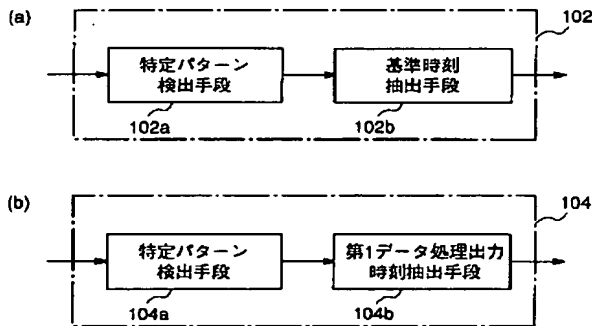 (a)
102
特定パターン
検出手段
基準時刻
抽出手段
102a
102b
(b)
104
特定パターン
検出手段
第1データ処理出力
時刻抽出手段
104a
104b